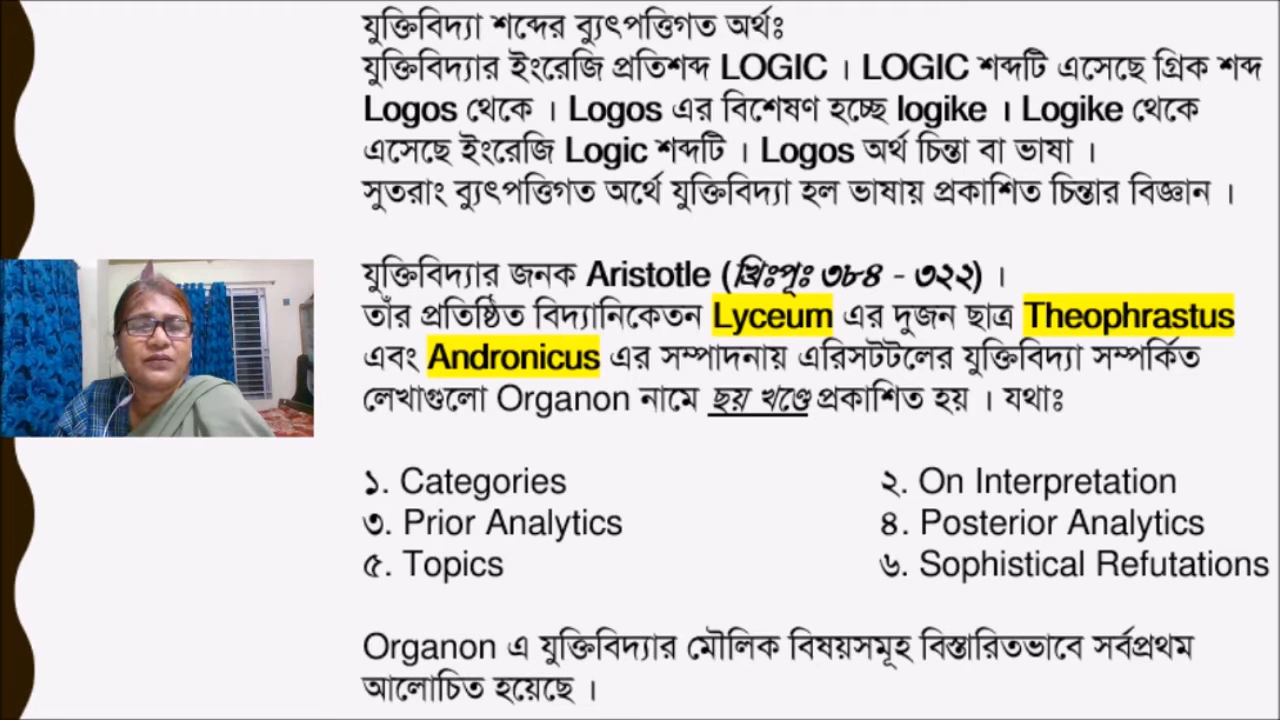 যুক্তিবিদ্যা শব্দের ব্যুৎপত্তিগত অর্থঃ
যুক্তিবিদ্যার ইংরেজি প্রতিশব্দ LOGIC । LOGIC শব্দটি এসেছে গ্রিক শব্দ
Logos থেকে । Logos এর বিশেষণ হচ্ছে logike । Logike থেকে
এসেছে ইংরেজি Logic শব্দটি । Logos অর্থ চিন্তা বা ভাষা ।
সুতরাং ব্যুৎপত্তিগত অর্থে যুক্তিবিদ্যা হল ভাষায় প্রকাশিত চিন্তার বিজ্ঞান ।
যুক্তিবিদ্যার জনক Aristotle (খ্রিঃপূঃ ৩৮৪ - ৩২২) ।
তাঁর প্রতিষ্ঠিত বিদ্যানিকেতন Lyceum এর দুজন ছাত্র Theophrastus
এবং Andronicus এর সম্পাদনায় এরিসটটলের যুক্তিবিদ্যা সম্পর্কিত
লেখাগুলো Organon নামে ছয় খণ্ডে প্রকাশিত হয় । যথাঃ
১. Categories ২. On Interpretation
৩. Prior Analytics ৪. Posterior Analytics
৫. Topics ৬. Sophistical Refutations
Organon এ যুক্তিবিদ্যার মৌলিক বিষয়সমূহ বিস্তারিতভাবে সর্বপ্রথম
আলোচিত হয়েছে ।